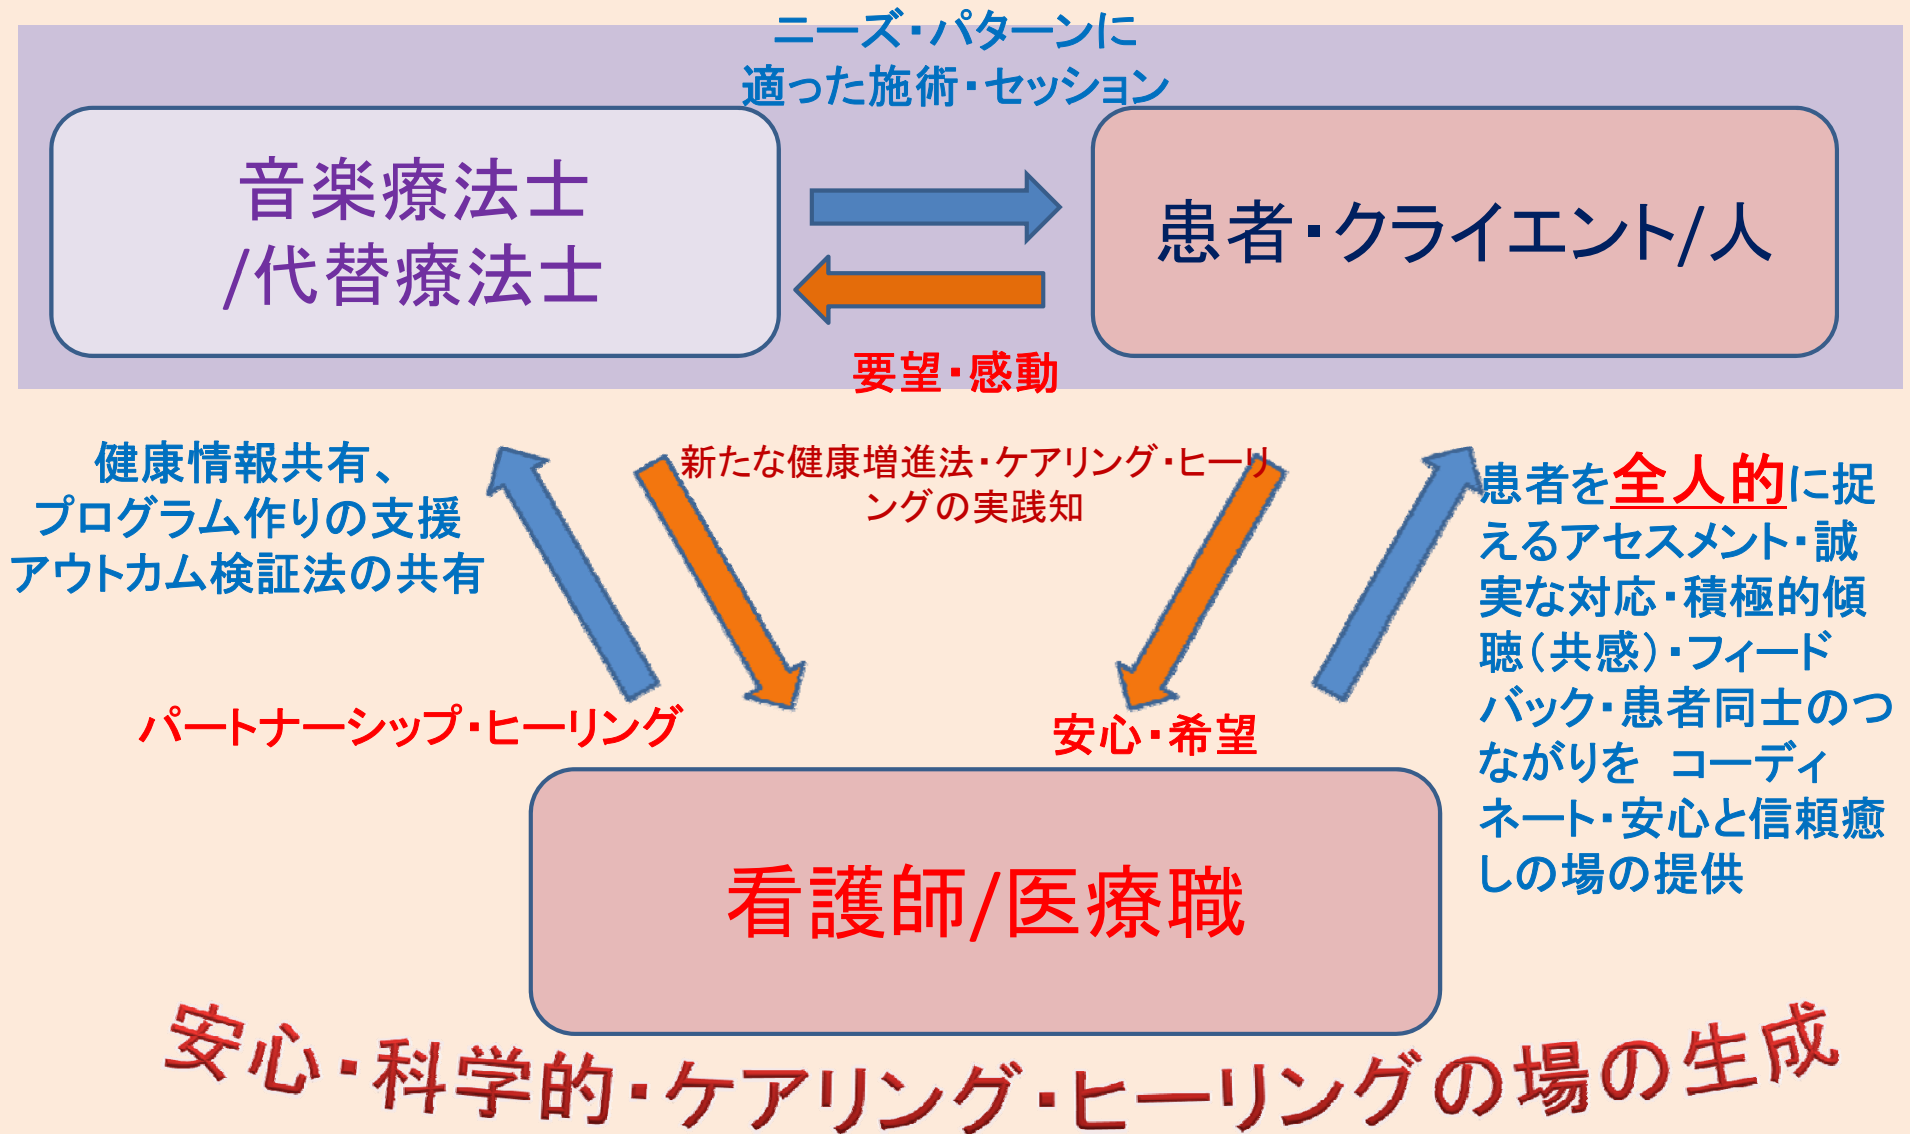 ニーズ・パターンに
適った施術・セッション
音楽療法士
/代替療法士
患者・クライエント/人
要望・感動
健康情報共有、
プログラム作りの支援
アウトカム検証法の共有
新たな健康増進法・ケアリング・ヒーリ
ングの実践知
患者を全人的に捉
えるアセスメント・誠
実な対応・積極的傾
聴(共感)・フィード
バック・患者同士のつ
ながりを　コーディ
ネート・安心と信頼癒
しの場の提供
パートナーシップ・ヒーリング
安心・希望
看護師/医療職
安心・科学的・ケアリング・ヒーリングの場の生成